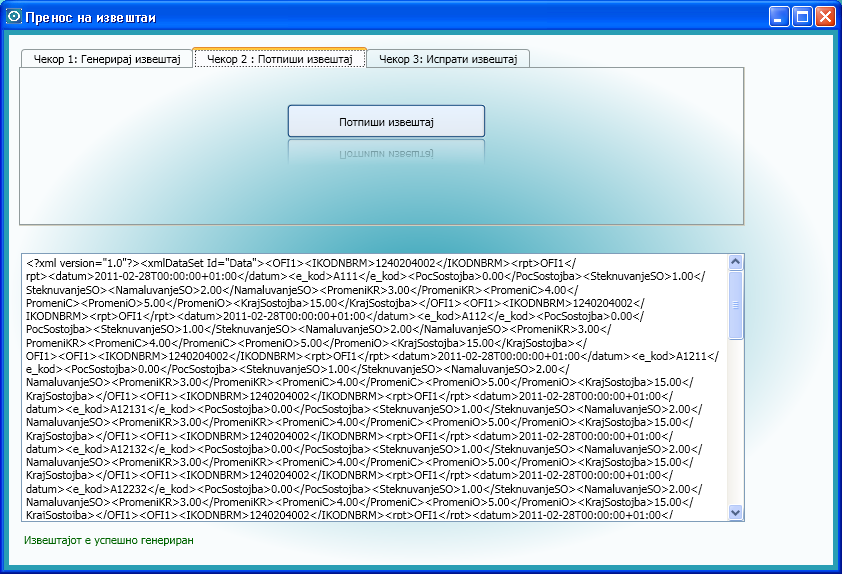 Пренос на извештаи
Чекор 1: Генерирај извештај
Чекор 2 : Потпиши извештај
Чекор 3: Испрати извештај
Потпиши извештај
Потпиши извештај
<?xml version="1.0"?><xmlDataSet Id="Data"><OFI1><IKODNBRM>1240204002</IKODNBRM><rpt>OFI1</
rpt><datum>2011-02-28T00:00:00+01:00</datum><e_kod>A111</e_kod><PocSostojba>0.00</PocSostojba><SteknuvanjeSO>1.00</
SteknuvanjeSO><NamaluvanjeSO>2.00</NamaluvanjeSO><PromeniKR>3.00</PromeniKR><PromeniC>4.00</
PromeniC><PromeniO>5.00</PromeniO><KrajSostojba>15.00</KrajSostojba></OFI1><OFI1><IKODNBRM>1240204002</
IKODNBRM><rpt>OFI1</rpt><datum>2011-02-28T00:00:00+01:00</datum><e_kod>A112</e_kod><PocSostojba>0.00</
PocSostojba><SteknuvanjeSO>1.00</SteknuvanjeSO><NamaluvanjeSO>2.00</NamaluvanjeSO><PromeniKR>3.00</
PromeniKR><PromeniC>4.00</PromeniC><PromeniO>5.00</PromeniO><KrajSostojba>15.00</KrajSostojba></
OFI1><OFI1><IKODNBRM>1240204002</IKODNBRM><rpt>OFI1</rpt><datum>2011-02-28T00:00:00+01:00</datum><e_kod>A1211</
e_kod><PocSostojba>0.00</PocSostojba><SteknuvanjeSO>1.00</SteknuvanjeSO><NamaluvanjeSO>2.00</
NamaluvanjeSO><PromeniKR>3.00</PromeniKR><PromeniC>4.00</PromeniC><PromeniO>5.00</PromeniO><KrajSostojba>15.00</
KrajSostojba></OFI1><OFI1><IKODNBRM>1240204002</IKODNBRM><rpt>OFI1</rpt><datum>2011-02-28T00:00:00+01:00</
datum><e_kod>A12131</e_kod><PocSostojba>0.00</PocSostojba><SteknuvanjeSO>1.00</SteknuvanjeSO><NamaluvanjeSO>2.00</
NamaluvanjeSO><PromeniKR>3.00</PromeniKR><PromeniC>4.00</PromeniC><PromeniO>5.00</PromeniO><KrajSostojba>15.00</
KrajSostojba></OFI1><OFI1><IKODNBRM>1240204002</IKODNBRM><rpt>OFI1</rpt><datum>2011-02-28T00:00:00+01:00</
datum><e_kod>A12132</e_kod><PocSostojba>0.00</PocSostojba><SteknuvanjeSO>1.00</SteknuvanjeSO><NamaluvanjeSO>2.00</
NamaluvanjeSO><PromeniKR>3.00</PromeniKR><PromeniC>4.00</PromeniC><PromeniO>5.00</PromeniO><KrajSostojba>15.00</
KrajSostojba></OFI1><OFI1><IKODNBRM>1240204002</IKODNBRM><rpt>OFI1</rpt><datum>2011-02-28T00:00:00+01:00</
datum><e_kod>A12232</e_kod><PocSostojba>0.00</PocSostojba><SteknuvanjeSO>1.00</SteknuvanjeSO><NamaluvanjeSO>2.00</
NamaluvanjeSO><PromeniKR>3.00</PromeniKR><PromeniC>4.00</PromeniC><PromeniO>5.00</PromeniO><KrajSostojba>15.00</
KrajSostojba></OFI1><OFI1><IKODNBRM>1240204002</IKODNBRM><rpt>OFI1</rpt><datum>2011-02-28T00:00:00+01:00</
Извештајот е успешно генериран